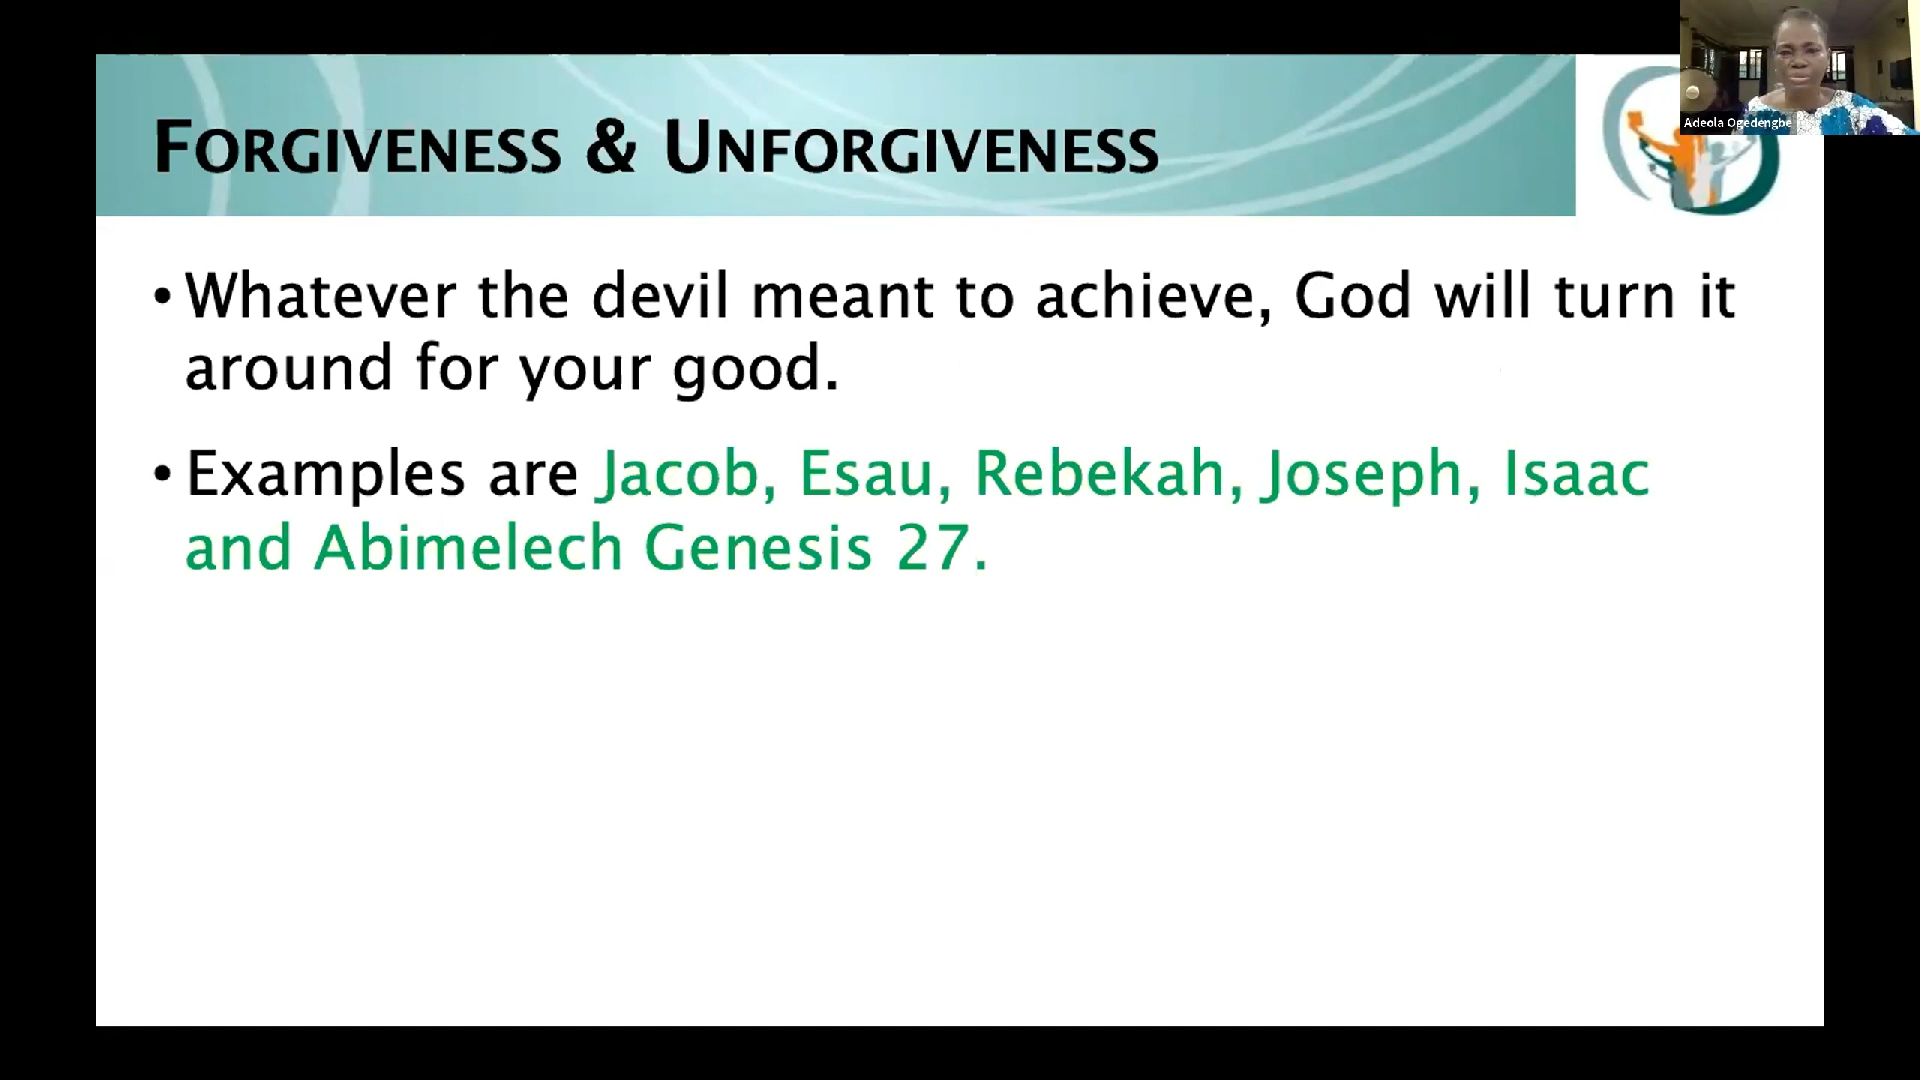 FORGIVENESS & UNFORGIVENESS
Adeola Ogedengbe
• Whatever the devil meant to achieve, God will turn it
around for your good.
• Examples are Jacob, Esau, Rebekah, Joseph, Isaac
and Abimelech Genesis 27.